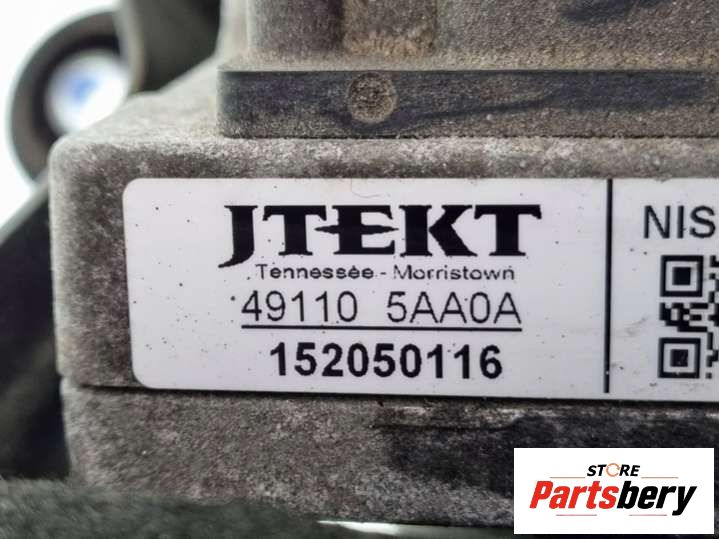 JTEKT
Tennessee - Morristown
49110 5AA0A
152050116
NIS
STORE
Partsbery